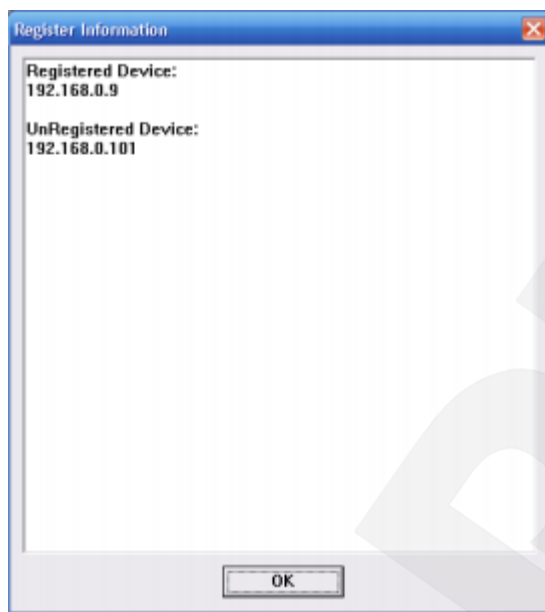 Register Information
Registered Device:
192.168.0.9
UnRegistered Device:
192.168.0.101
OK